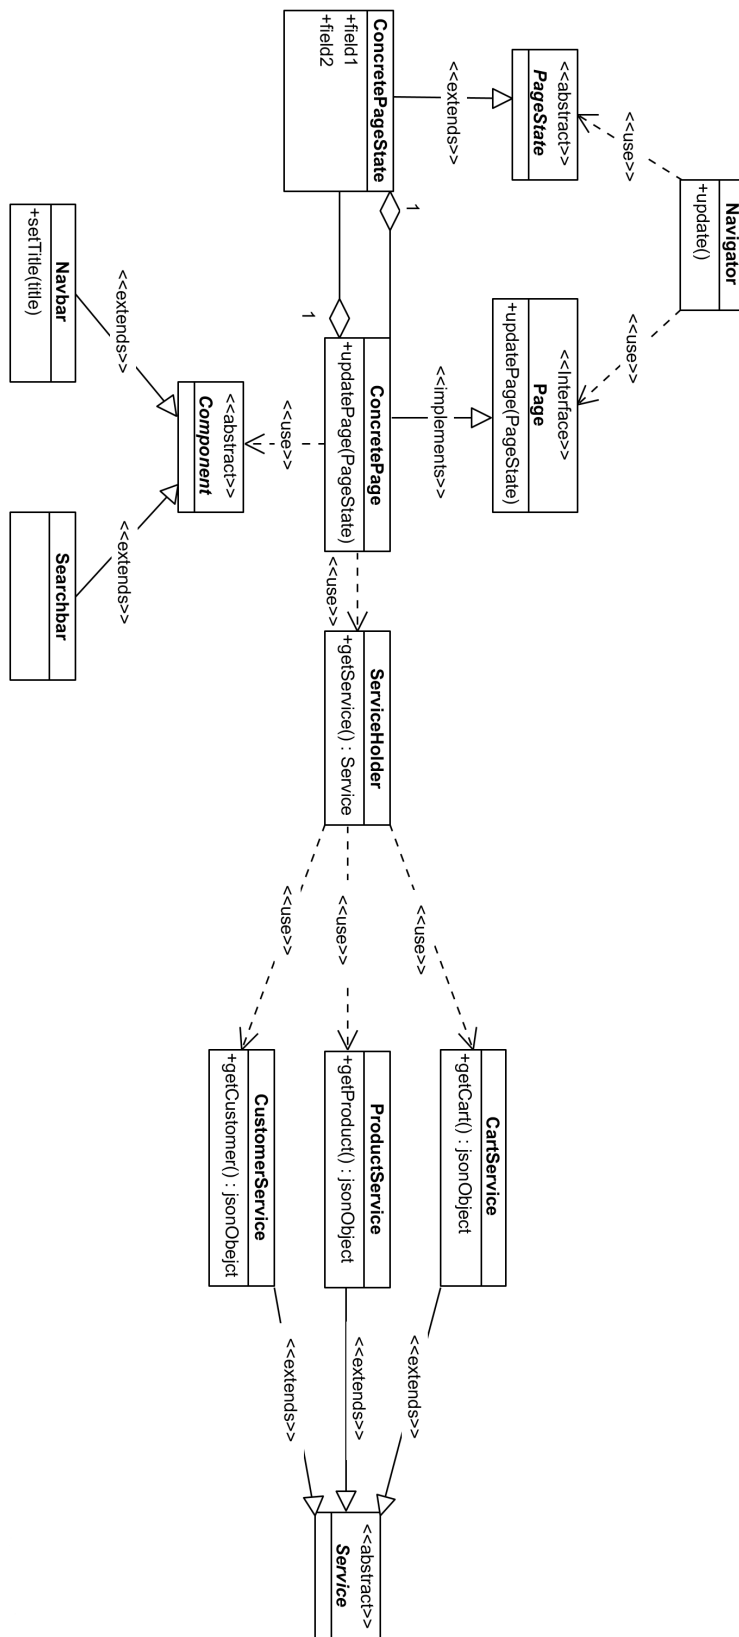 Navigator
+update()
<<use>>
<<use>>
<<abstract>>
PageState
<<Interface>>
Page
+updatePage(PageState)
<<extends>>
<<implements>>
ConcretePageState
+field1
+field2
1
1
ConcretePage
+updatePage(PageState)
<<use>>
<<use>>
<<abstract>>
Component
<<extends>>
<<extends>>
Navbar
+setTitle(title)
Searchbar
ServiceHolder
+getService() : Service
<<use>>
<<use>>
<<use>>
CartService
+getCart() : jsonObject
ProductService
+getProduct() : jsonObject
CustomerService
+getCustomer() : jsonObejct
<<extends>>
<<extends>>
<<extends>>
<<abstract>>
Service